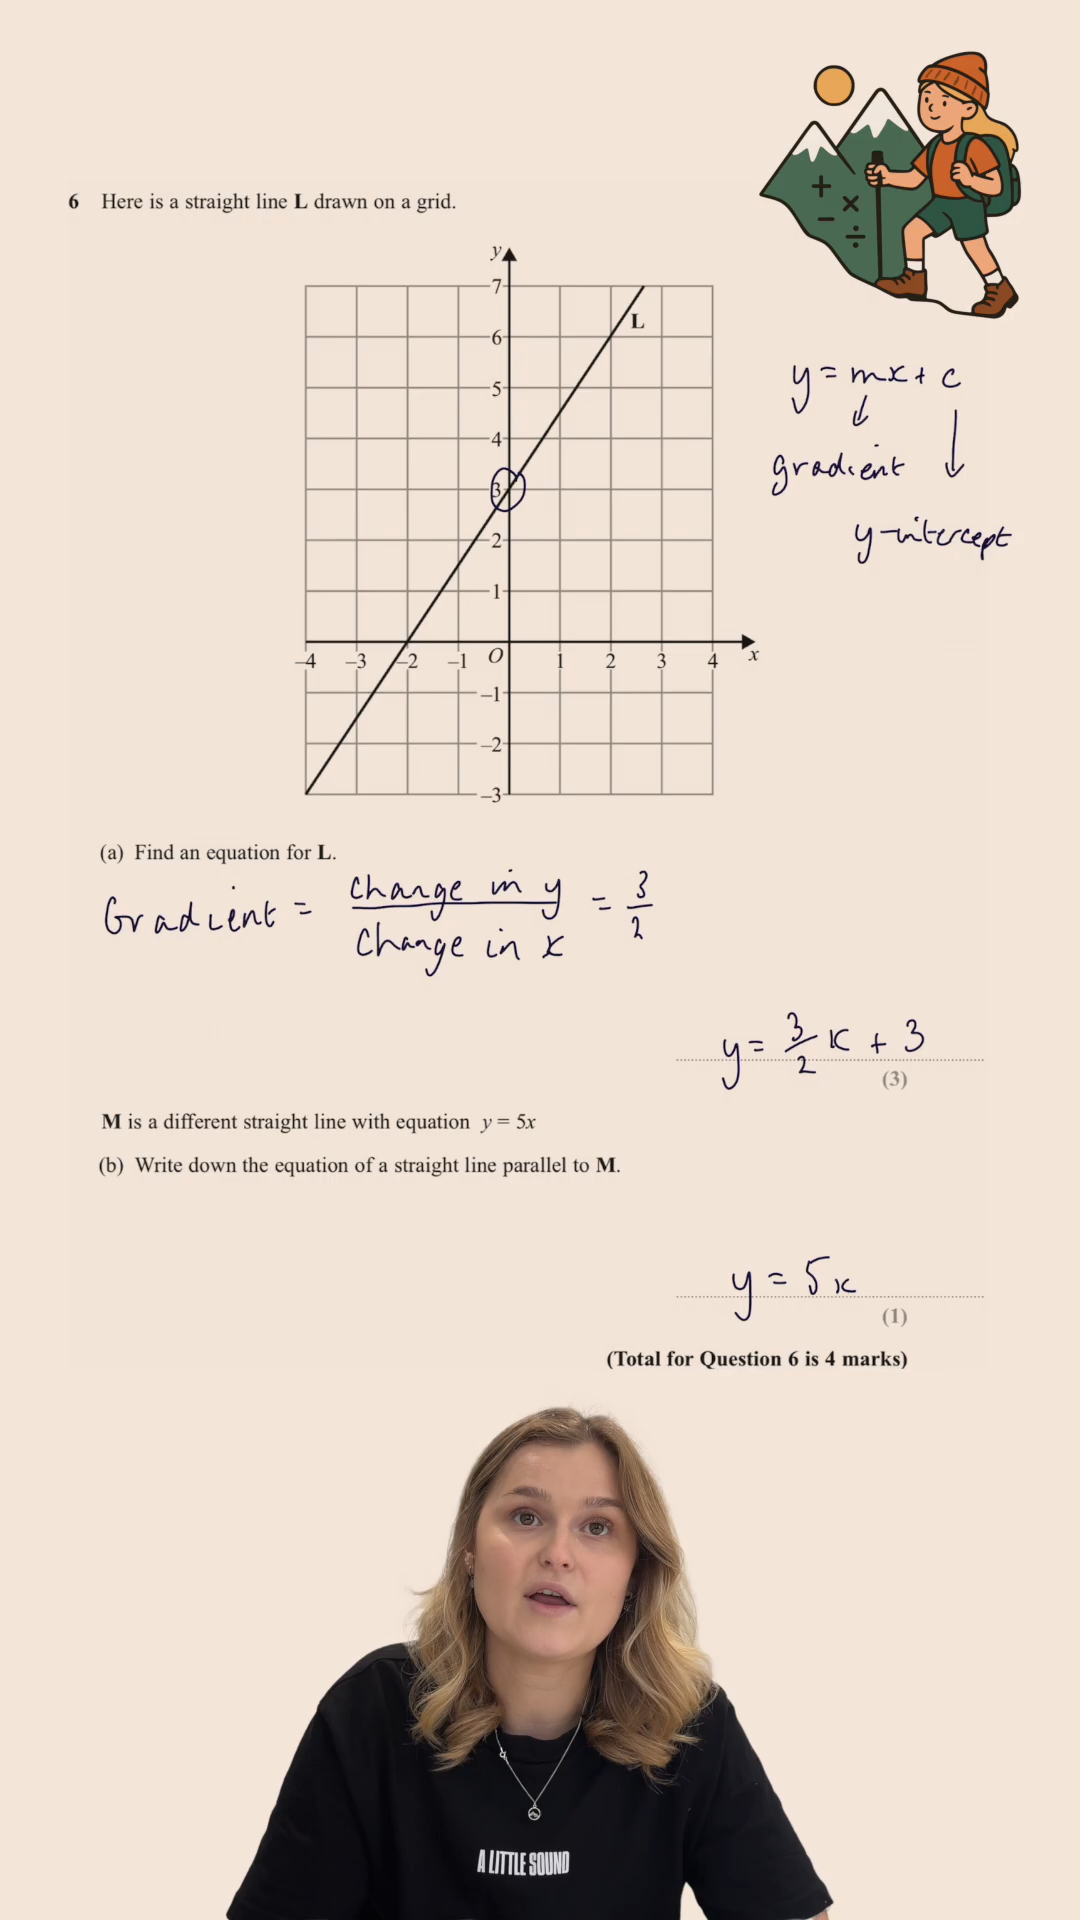 6 Here is a straight line L drawn on a grid.
y
7
L
6
5
4
3
2
1
–4 –3 –2 –1 O 1 2 3 4 x
–1
–2
–3
y = mx + c
gradient
y-intercept
(a) Find an equation for L.
Gradient = change in y / change in x = 3/2
y = 3/2 x + 3
(3)
M is a different straight line with equation y = 5x
(b) Write down the equation of a straight line parallel to M.
y = 5x
(1)
(Total for Question 6 is 4 marks)
+ ×
– ÷
A LITTLE SOUND